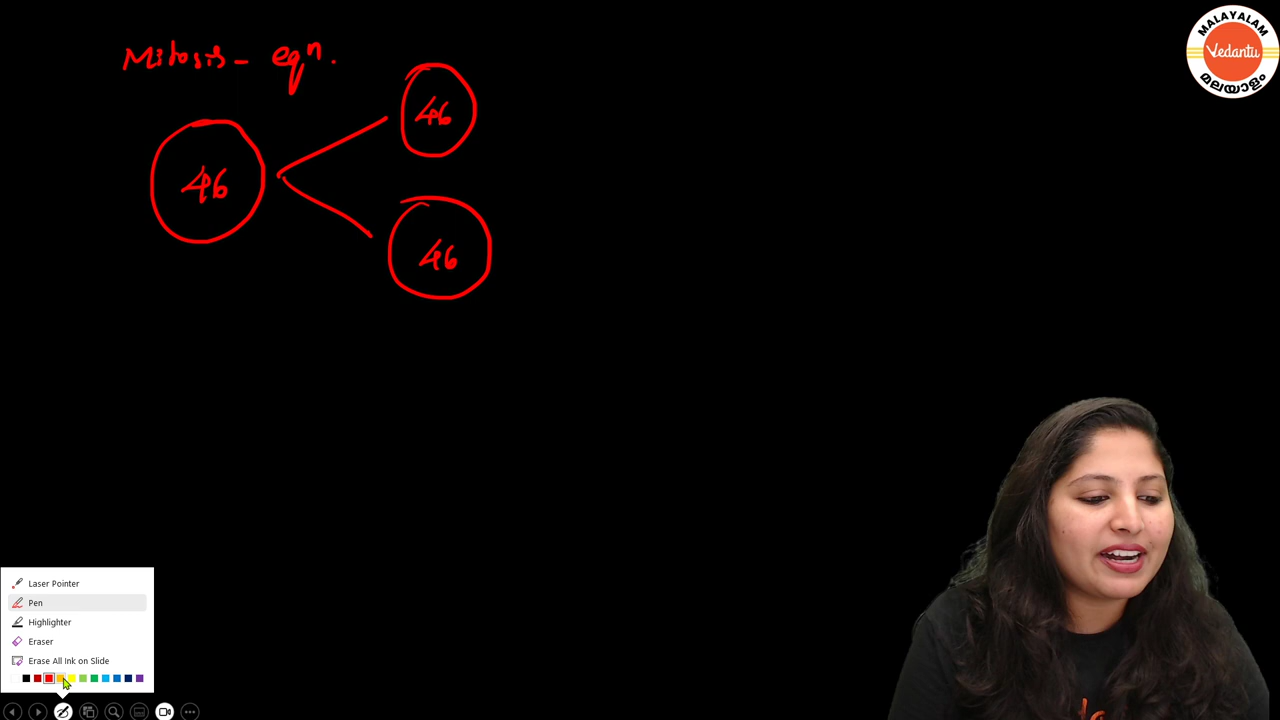 Mitosis - eqn.
46
46
46
MALAYALAM
Vedantu
മലയാളം
Laser Pointer
Pen
Highlighter
Eraser
Erase All Ink on Slide